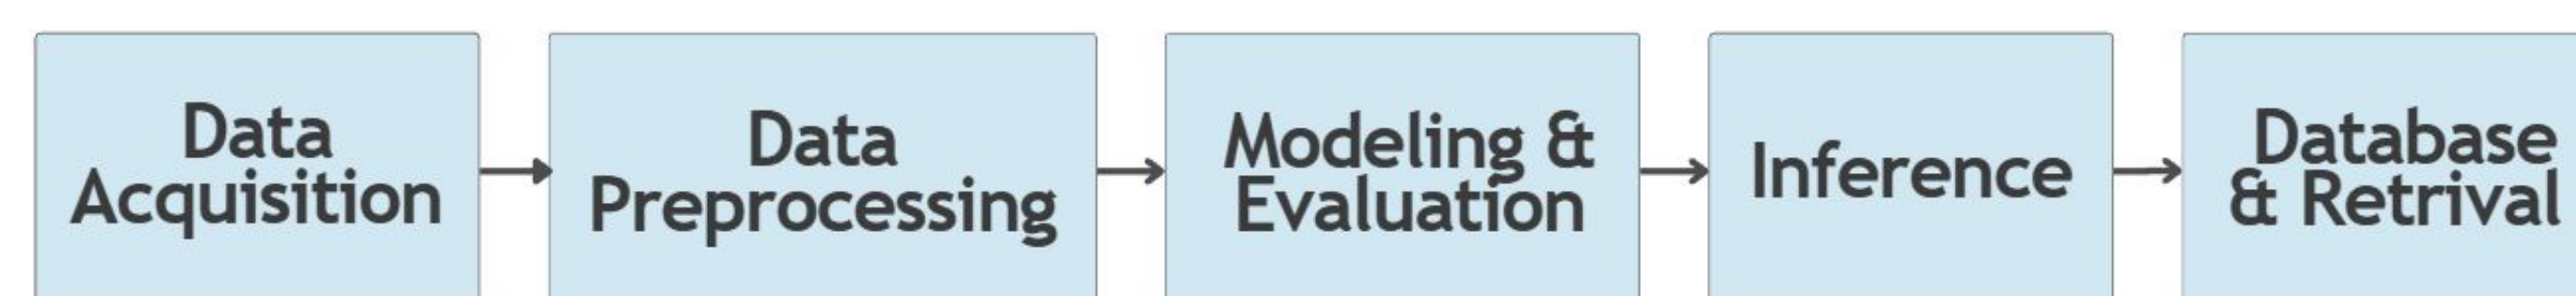 Data
Acquisition
Data
Preprocessing
Modeling &
Evaluation
Inference
Database
& Retrival